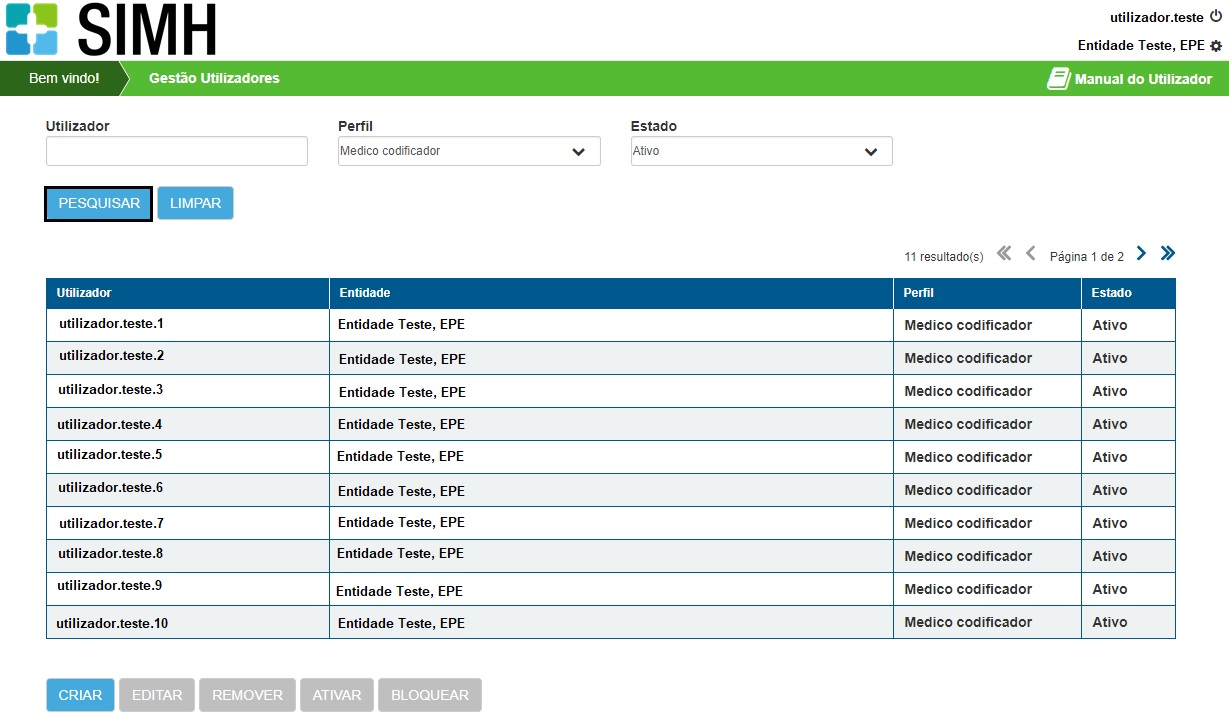 SIMH
utilizador.teste
Entidade Teste, EPE
Bem vindo! Gestão Utilizadores Manual do Utilizador
Utilizador Perfil Estado
Medico codificador Ativo
PESQUISAR LIMPAR
11 resultado(s) Página 1 de 2
Utilizador Entidade Perfil Estado
utilizador.teste.1 Entidade Teste, EPE Medico codificador Ativo
utilizador.teste.2 Entidade Teste, EPE Medico codificador Ativo
utilizador.teste.3 Entidade Teste, EPE Medico codificador Ativo
utilizador.teste.4 Entidade Teste, EPE Medico codificador Ativo
utilizador.teste.5 Entidade Teste, EPE Medico codificador Ativo
utilizador.teste.6 Entidade Teste, EPE Medico codificador Ativo
utilizador.teste.7 Entidade Teste, EPE Medico codificador Ativo
utilizador.teste.8 Entidade Teste, EPE Medico codificador Ativo
utilizador.teste.9 Entidade Teste, EPE Medico codificador Ativo
utilizador.teste.10 Entidade Teste, EPE Medico codificador Ativo
CRIAR EDITAR REMOVER ATIVAR BLOQUEAR